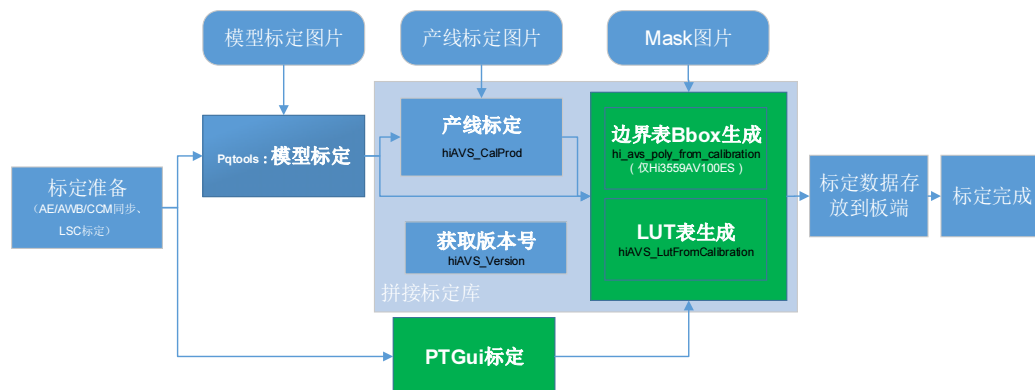 模型标定图片
产线标定图片
Mask图片
产线标定
hiAVS_CalProd
边界表Bbox生成
hi_avs_poly_from_calibration
（仅Hi3559AV100ES）
Pqtools：模型标定
标定准备
（AE/AWB/CCM同步、
LSC标定）
标定数据存
放到板端
标定完成
获取版本号
hiAVS_Version
LUT表生成
hiAVS_LutFromCalibration
拼接标定库
PTGui标定